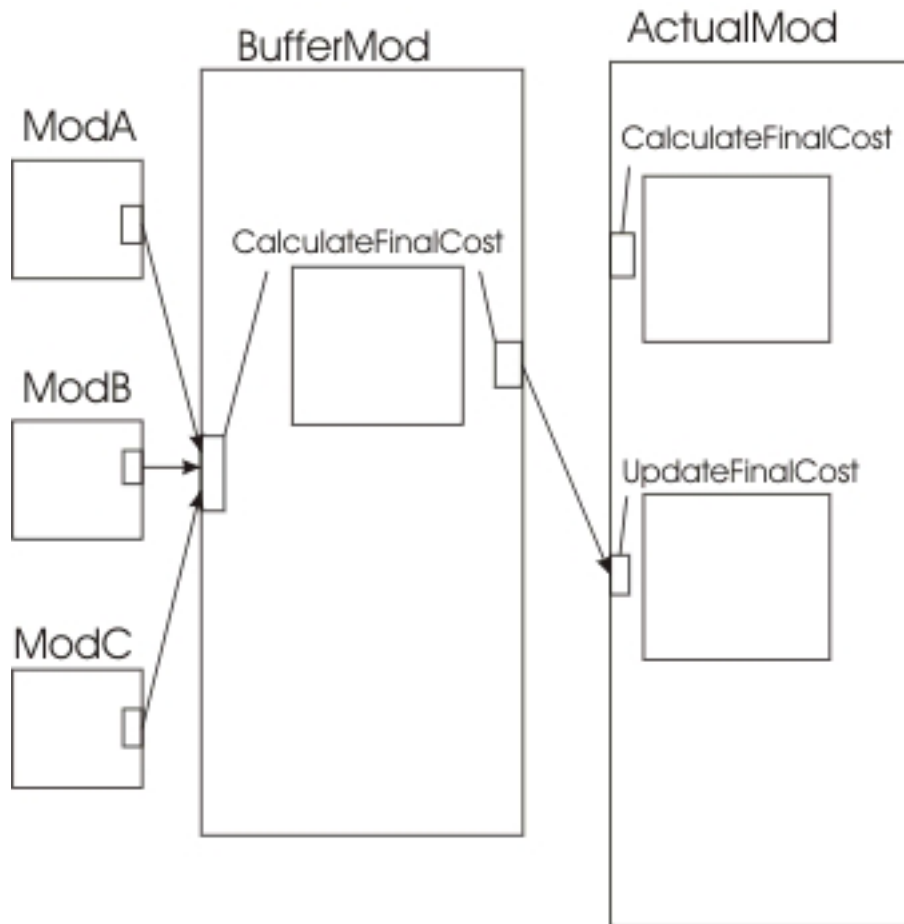 ActualMod
BufferMod
ModA
CalculateFinalCost
CalculateFinalCost
ModB
UpdateFinalCost
ModC